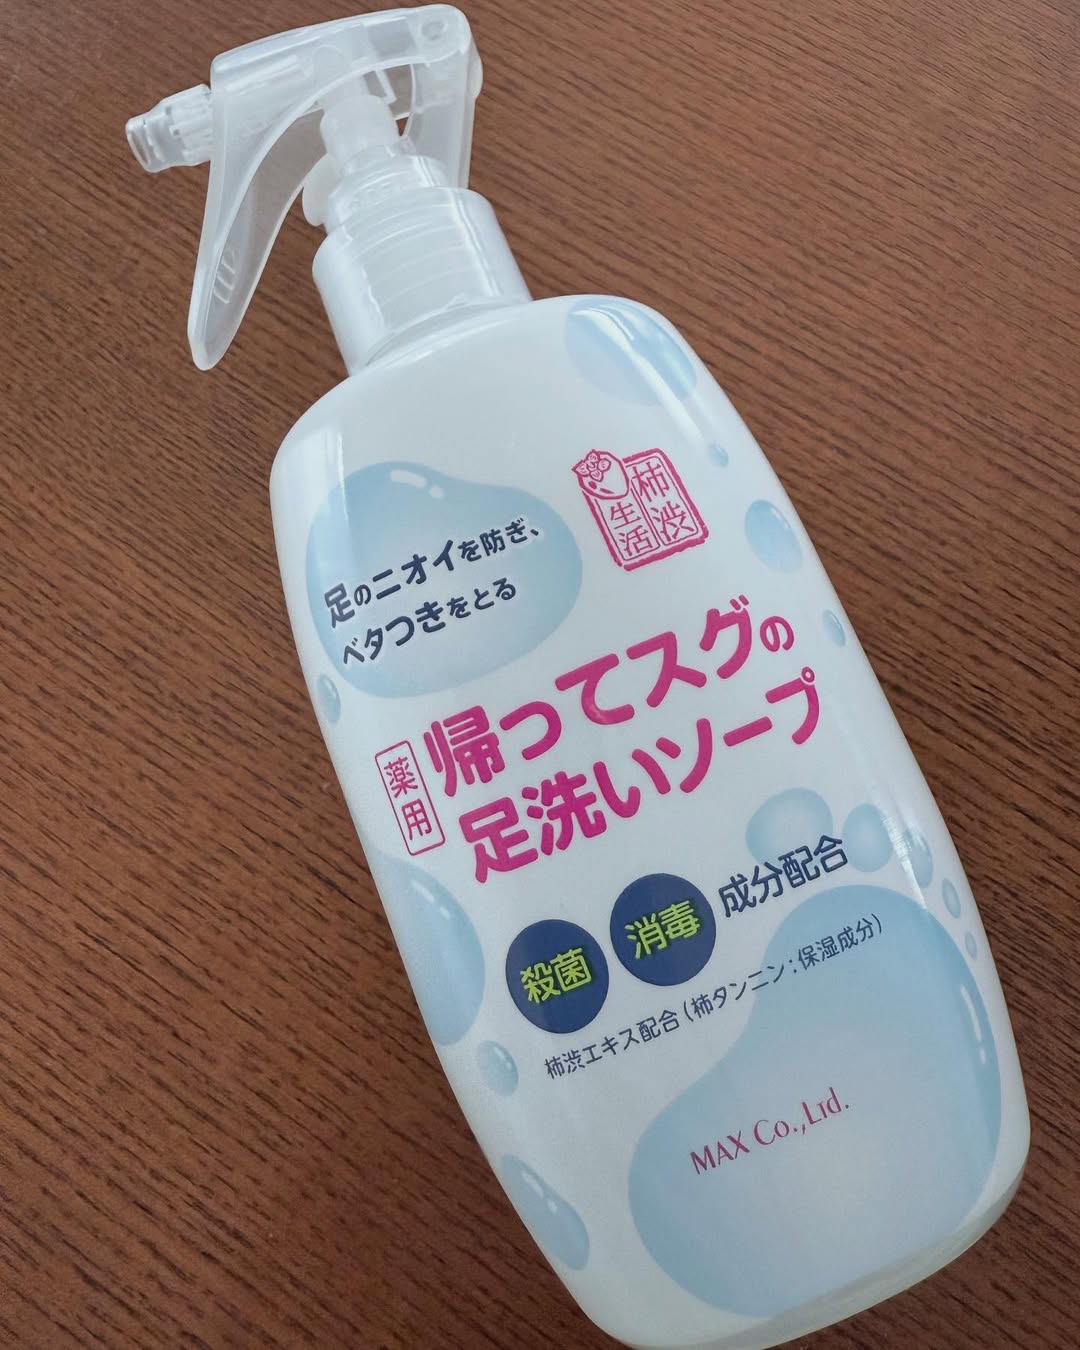 柿渋
生活
足のニオイを防ぎ、
ベタつきをとる
薬用
帰ってスグの
足洗いソープ
殺菌 消毒 成分配合
柿渋エキス配合(柿タンニン:保湿成分)
MAX Co.,Ltd.